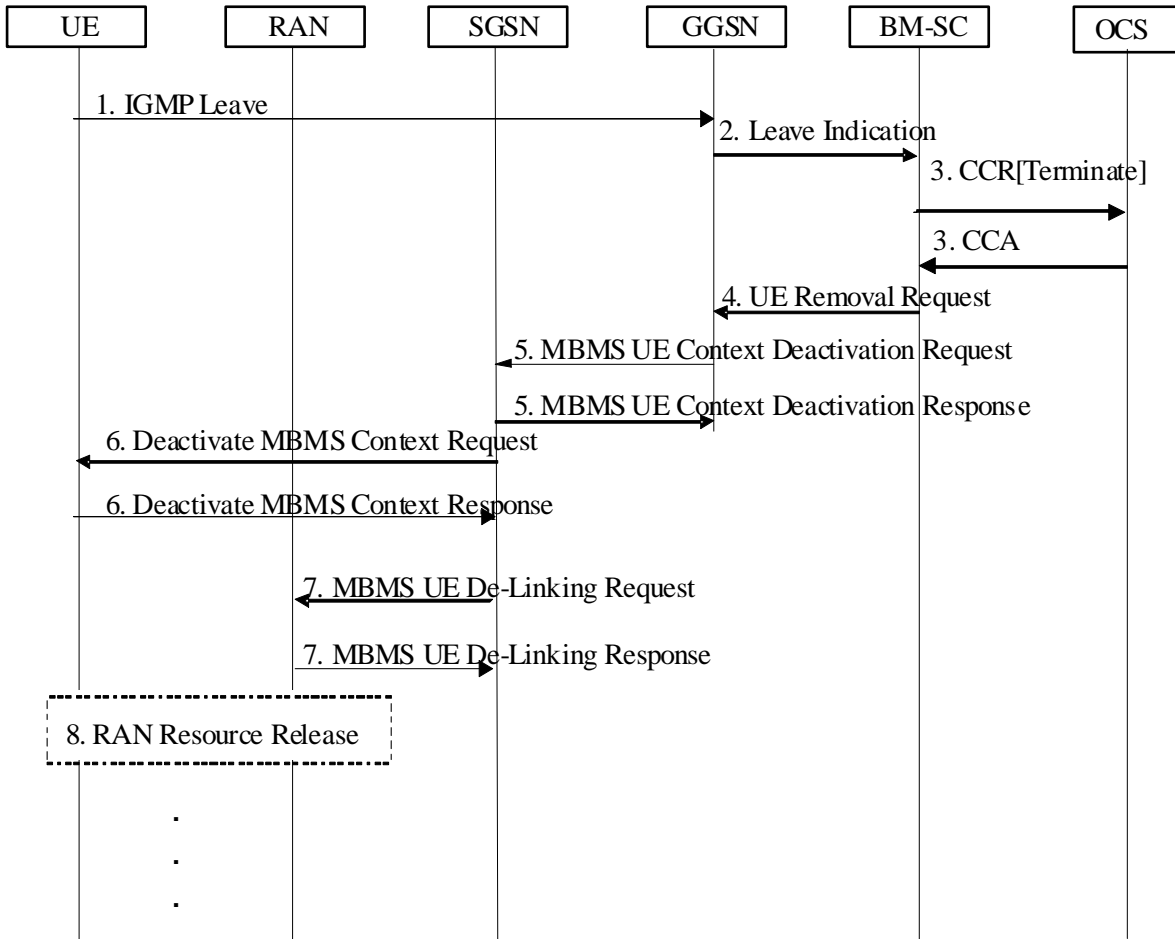 UE
RAN
SGSN
GGSN
BM-SC
OCS
1. IGMP Leave
2. Leave Indication
3. CCR[Terminate]
3. CCA
4. UE Removal Request
5. MBMS UE Context Deactivation Request
5. MBMS UE Context Deactivation Response
6. Deactivate MBMS Context Request
6. Deactivate MBMS Context Response
7. MBMS UE De-Linking Request
7. MBMS UE De-Linking Response
8. RAN Resource Release